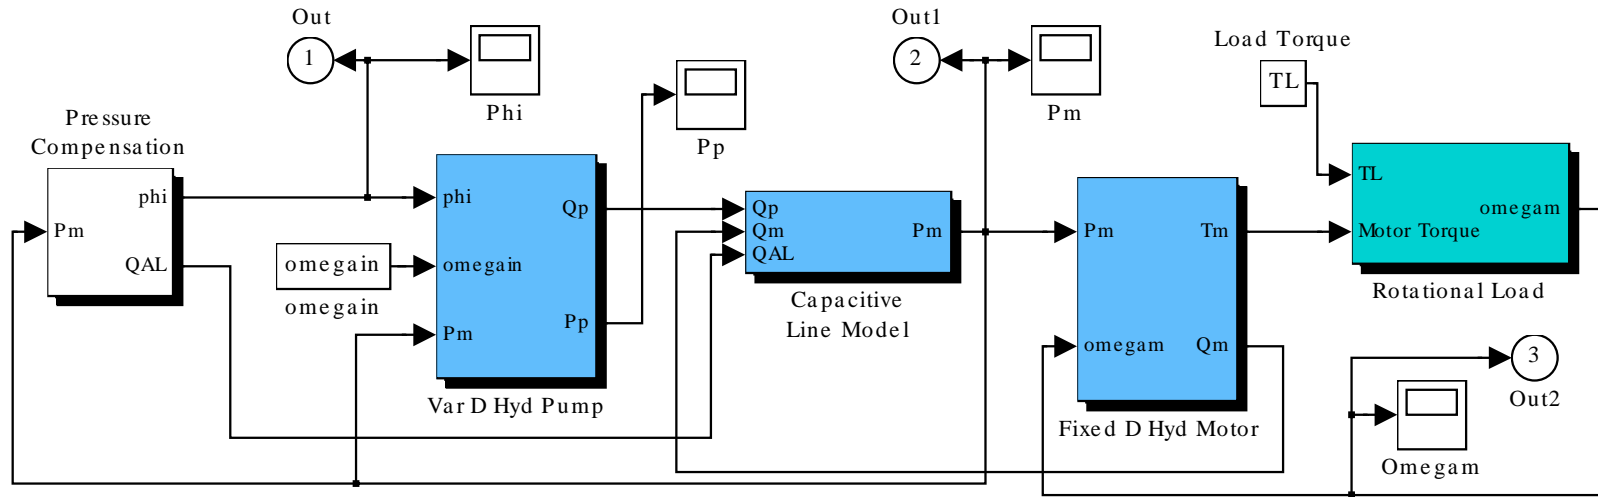 Out
1
Phi
Pp
Out1
2
Pm
Load Torque
TL
Pressure
Compensation
Pm
phi
QAL
omegain
omegain
phi
omegain
Pm
Qp
Pp
Var D Hyd Pump
Qp
Qm
QAL
Pm
Capacitive
Line Model
Pm
omegam
Tm
Qm
Fixed D Hyd Motor
TL
Motor Torque
omegam
Rotational Load
3
Out2
Omegam